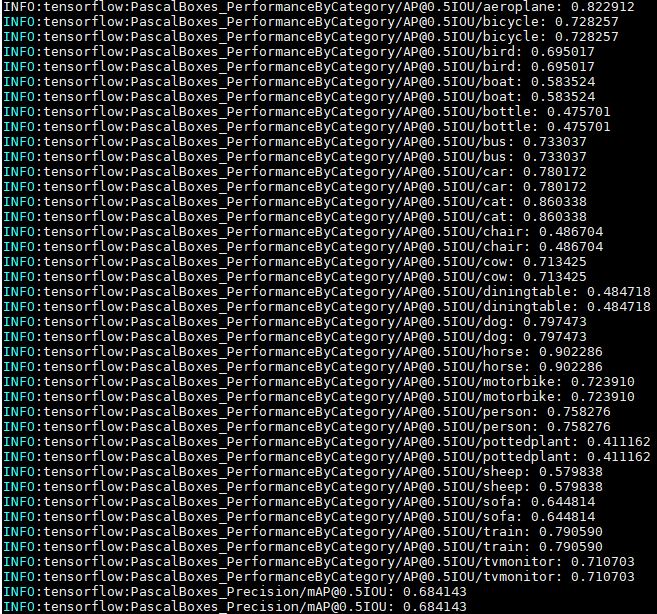 INFO:tensorflow:PascalBoxes_PerformanceByCategory/AP@0.5IOU/aeroplane: 0.822912
INFO:tensorflow:PascalBoxes_PerformanceByCategory/AP@0.5IOU/bicycle: 0.728257
INFO:tensorflow:PascalBoxes_PerformanceByCategory/AP@0.5IOU/bicycle: 0.728257
INFO:tensorflow:PascalBoxes_PerformanceByCategory/AP@0.5IOU/bird: 0.695017
INFO:tensorflow:PascalBoxes_PerformanceByCategory/AP@0.5IOU/bird: 0.695017
INFO:tensorflow:PascalBoxes_PerformanceByCategory/AP@0.5IOU/boat: 0.583524
INFO:tensorflow:PascalBoxes_PerformanceByCategory/AP@0.5IOU/boat: 0.583524
INFO:tensorflow:PascalBoxes_PerformanceByCategory/AP@0.5IOU/bottle: 0.475701
INFO:tensorflow:PascalBoxes_PerformanceByCategory/AP@0.5IOU/bottle: 0.475701
INFO:tensorflow:PascalBoxes_PerformanceByCategory/AP@0.5IOU/bus: 0.733037
INFO:tensorflow:PascalBoxes_PerformanceByCategory/AP@0.5IOU/bus: 0.733037
INFO:tensorflow:PascalBoxes_PerformanceByCategory/AP@0.5IOU/car: 0.780172
INFO:tensorflow:PascalBoxes_PerformanceByCategory/AP@0.5IOU/car: 0.780172
INFO:tensorflow:PascalBoxes_PerformanceByCategory/AP@0.5IOU/cat: 0.860338
INFO:tensorflow:PascalBoxes_PerformanceByCategory/AP@0.5IOU/cat: 0.860338
INFO:tensorflow:PascalBoxes_PerformanceByCategory/AP@0.5IOU/chair: 0.486704
INFO:tensorflow:PascalBoxes_PerformanceByCategory/AP@0.5IOU/chair: 0.486704
INFO:tensorflow:PascalBoxes_PerformanceByCategory/AP@0.5IOU/cow: 0.713425
INFO:tensorflow:PascalBoxes_PerformanceByCategory/AP@0.5IOU/cow: 0.713425
INFO:tensorflow:PascalBoxes_PerformanceByCategory/AP@0.5IOU/diningtable: 0.484718
INFO:tensorflow:PascalBoxes_PerformanceByCategory/AP@0.5IOU/diningtable: 0.484718
INFO:tensorflow:PascalBoxes_PerformanceByCategory/AP@0.5IOU/dog: 0.797473
INFO:tensorflow:PascalBoxes_PerformanceByCategory/AP@0.5IOU/dog: 0.797473
INFO:tensorflow:PascalBoxes_PerformanceByCategory/AP@0.5IOU/horse: 0.902286
INFO:tensorflow:PascalBoxes_PerformanceByCategory/AP@0.5IOU/horse: 0.902286
INFO:tensorflow:PascalBoxes_PerformanceByCategory/AP@0.5IOU/motorbike: 0.723910
INFO:tensorflow:PascalBoxes_PerformanceByCategory/AP@0.5IOU/motorbike: 0.723910
INFO:tensorflow:PascalBoxes_PerformanceByCategory/AP@0.5IOU/person: 0.758276
INFO:tensorflow:PascalBoxes_PerformanceByCategory/AP@0.5IOU/person: 0.758276
INFO:tensorflow:PascalBoxes_PerformanceByCategory/AP@0.5IOU/pottedplant: 0.411162
INFO:tensorflow:PascalBoxes_PerformanceByCategory/AP@0.5IOU/pottedplant: 0.411162
INFO:tensorflow:PascalBoxes_PerformanceByCategory/AP@0.5IOU/sheep: 0.579838
INFO:tensorflow:PascalBoxes_PerformanceByCategory/AP@0.5IOU/sheep: 0.579838
INFO:tensorflow:PascalBoxes_PerformanceByCategory/AP@0.5IOU/sofa: 0.644814
INFO:tensorflow:PascalBoxes_PerformanceByCategory/AP@0.5IOU/sofa: 0.644814
INFO:tensorflow:PascalBoxes_PerformanceByCategory/AP@0.5IOU/train: 0.790590
INFO:tensorflow:PascalBoxes_PerformanceByCategory/AP@0.5IOU/train: 0.790590
INFO:tensorflow:PascalBoxes_PerformanceByCategory/AP@0.5IOU/tvmonitor: 0.710703
INFO:tensorflow:PascalBoxes_PerformanceByCategory/AP@0.5IOU/tvmonitor: 0.710703
INFO:tensorflow:PascalBoxes_Precision/mAP@0.5IOU: 0.684143
INFO:tensorflow:PascalBoxes_Precision/mAP@0.5IOU: 0.684143